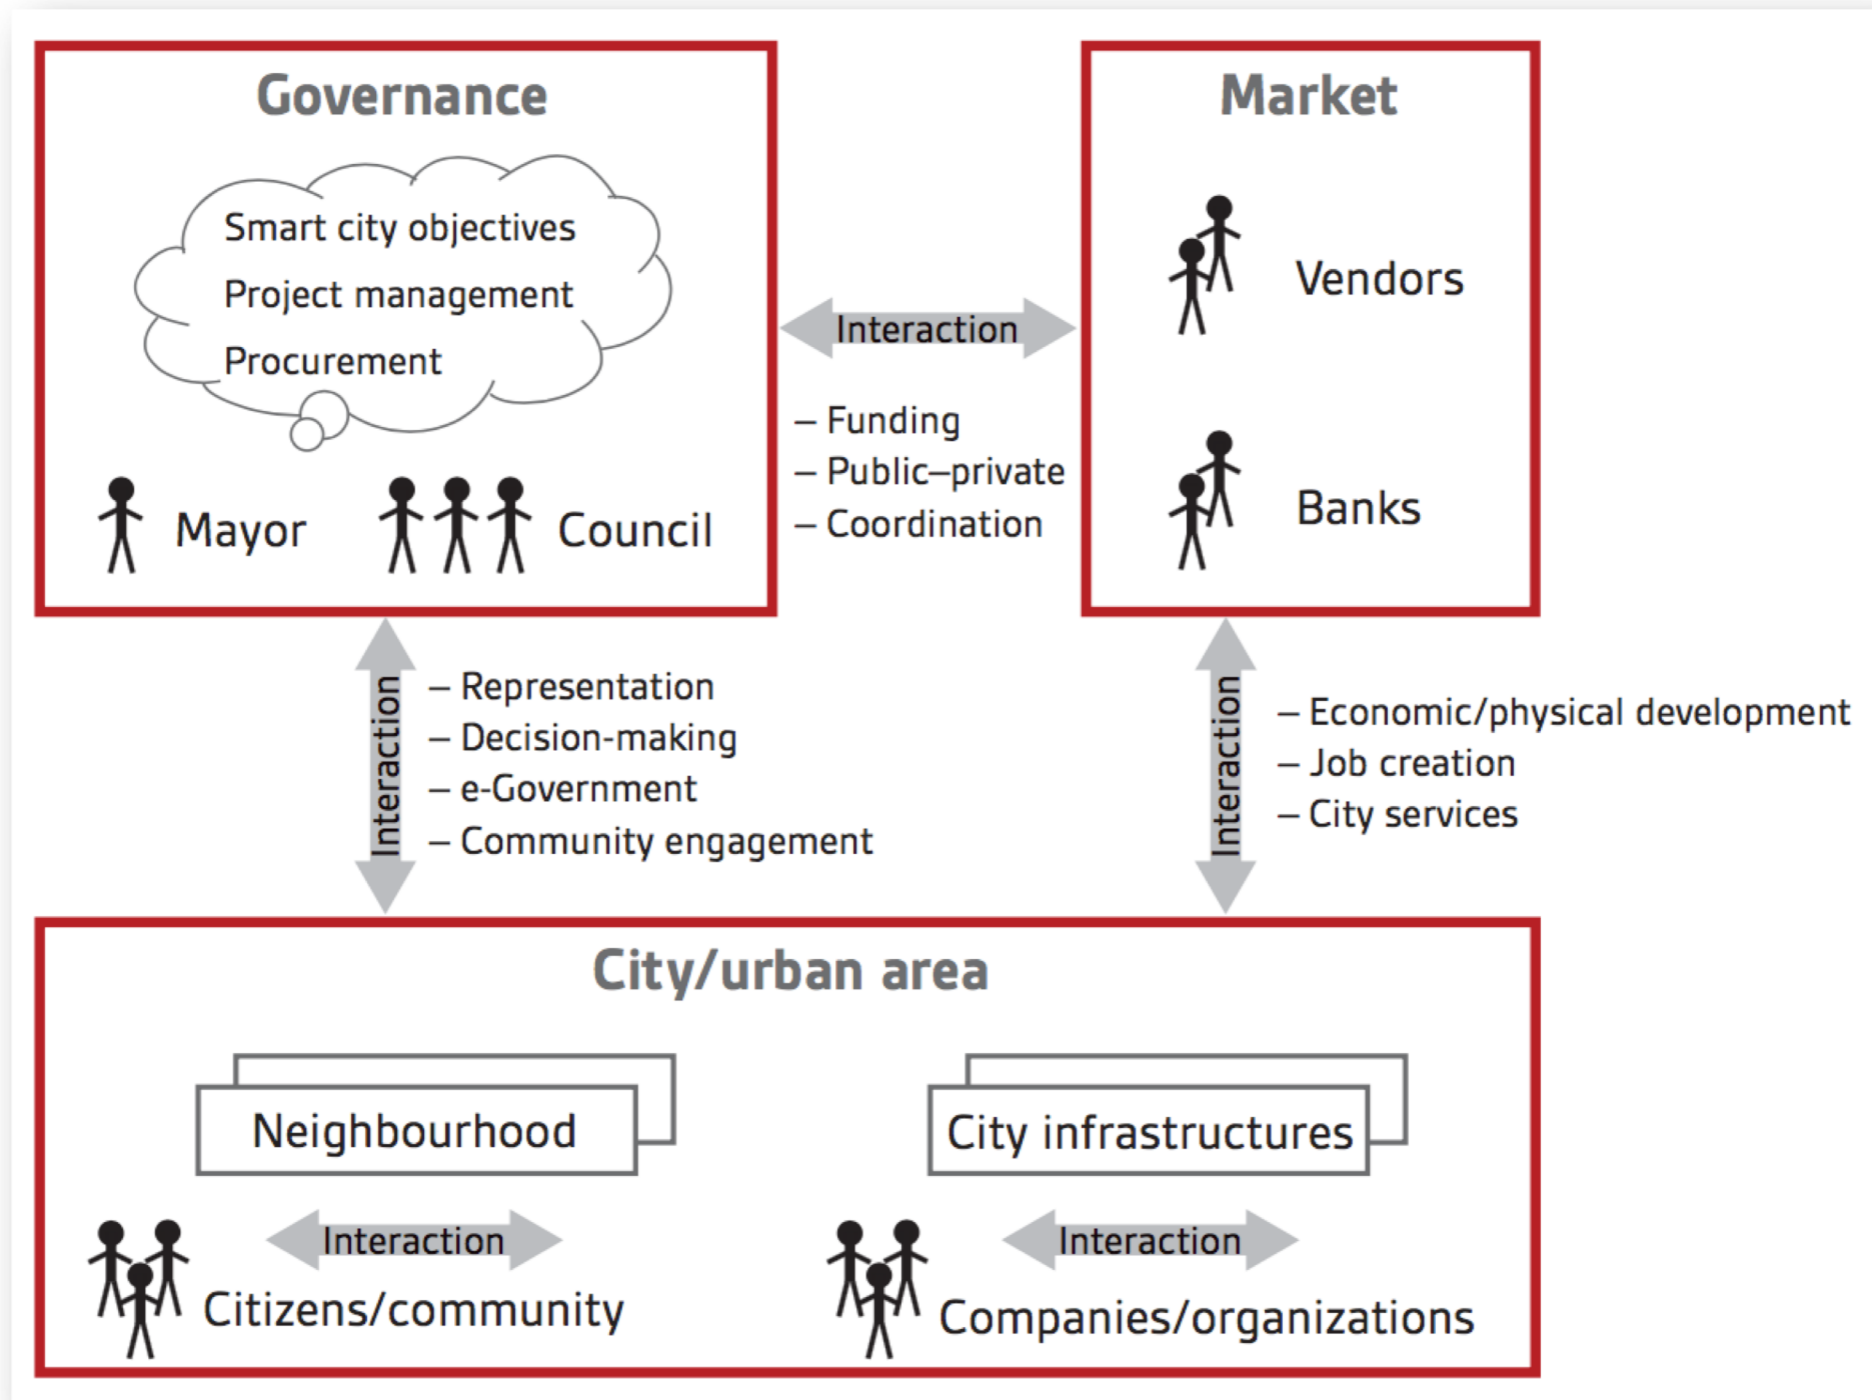 Governance
Smart city objectives
Project management
Procurement
Mayor
Council
Interaction
– Funding
– Public–private
– Coordination
Market
Vendors
Banks
Interaction
– Representation
– Decision-making
– e-Government
– Community engagement
Interaction
– Economic/physical development
– Job creation
– City services
City/urban area
Neighbourhood
Interaction
Citizens/community
City infrastructures
Interaction
Companies/organizations